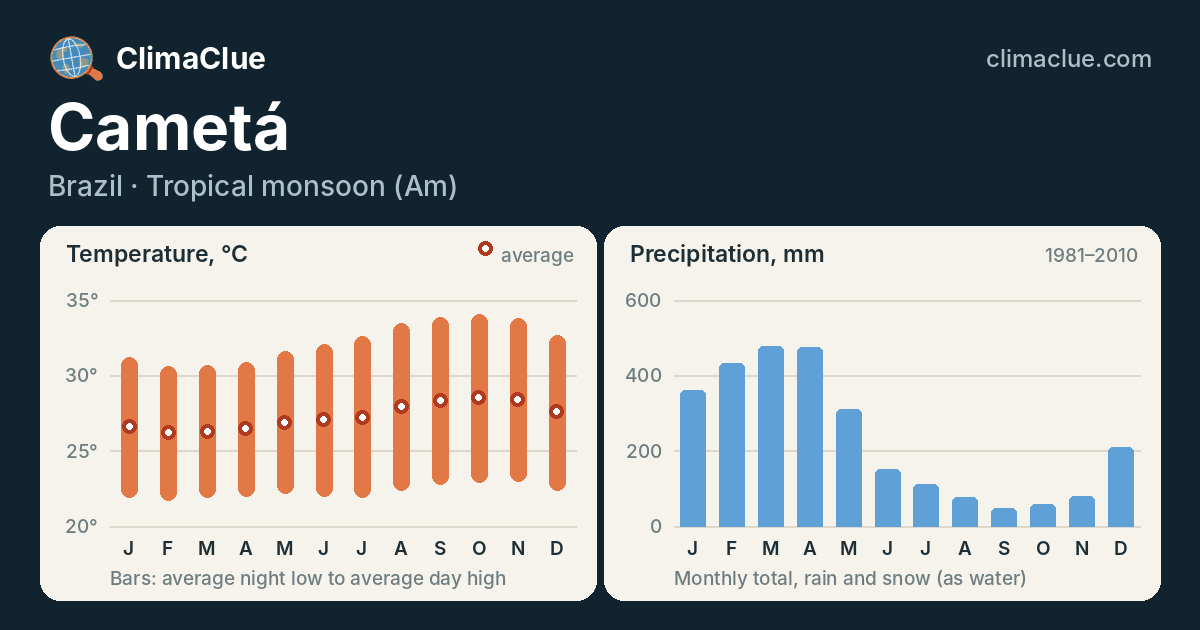 ClimaClue
climaclue.com
Cametá
Brazil · Tropical monsoon (Am)
Temperature, °C
average
35°
30°
25°
20°
J F M A M J J A S O N D
Bars: average night low to average day high
Precipitation, mm
1981–2010
600
400
200
0
J F M A M J J A S O N D
Monthly total, rain and snow (as water)